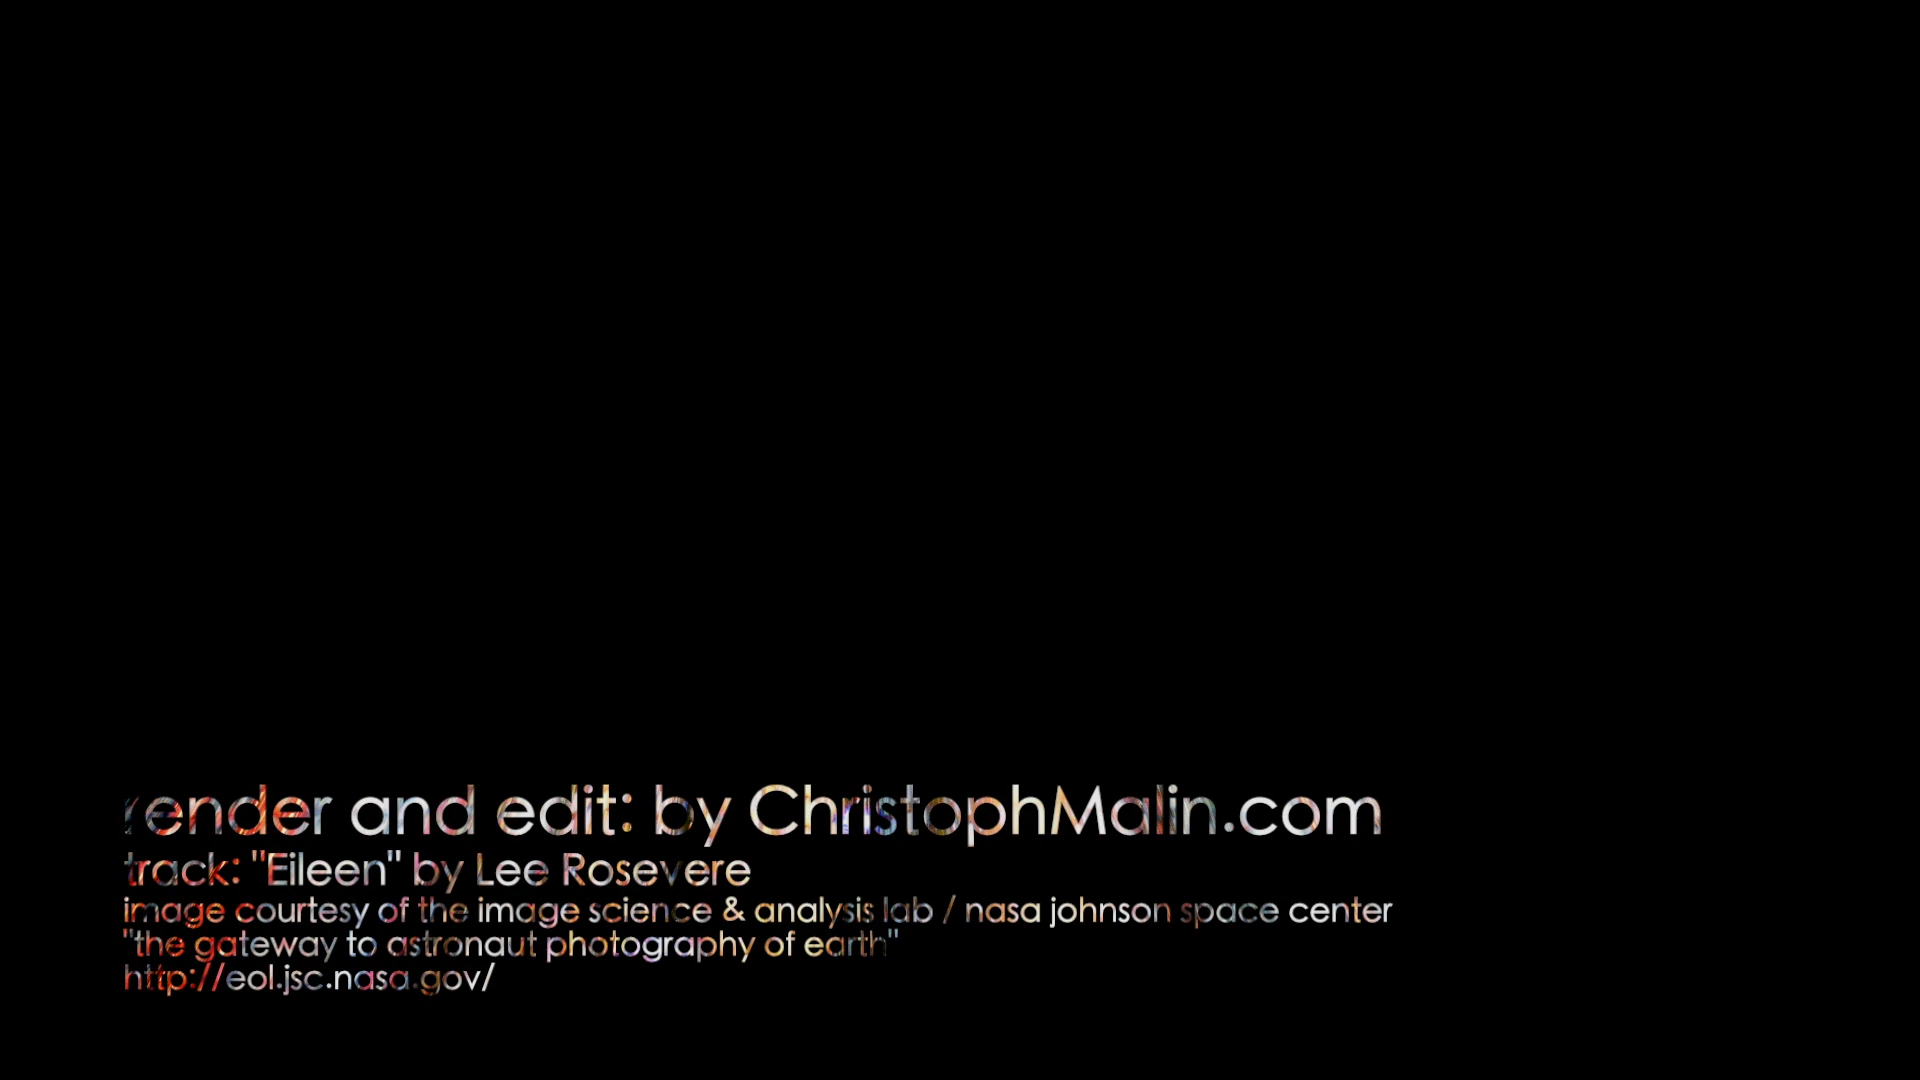 render and edit: by ChristophMalin.com
track: "Eileen" by Lee Rosevere
image courtesy of the image science & analysis lab / nasa johnson space center
"the gateway to astronaut photography of earth"
http://eol.jsc.nasa.gov/